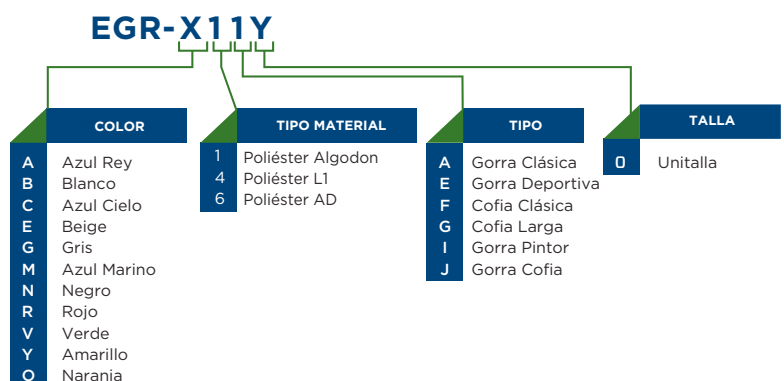 EGR-X11Y
COLOR
A Azul Rey
B Blanco
C Azul Cielo
E Beige
G Gris
M Azul Marino
N Negro
R Rojo
V Verde
Y Amarillo
O Naranja
TIPO MATERIAL
1 Poliéster Algodon
4 Poliéster L1
6 Poliéster AD
TIPO
A Gorra Clásica
E Gorra Deportiva
F Cofia Clásica
G Cofia Larga
I Gorra Pintor
J Gorra Cofia
TALLA
0 Unitalla